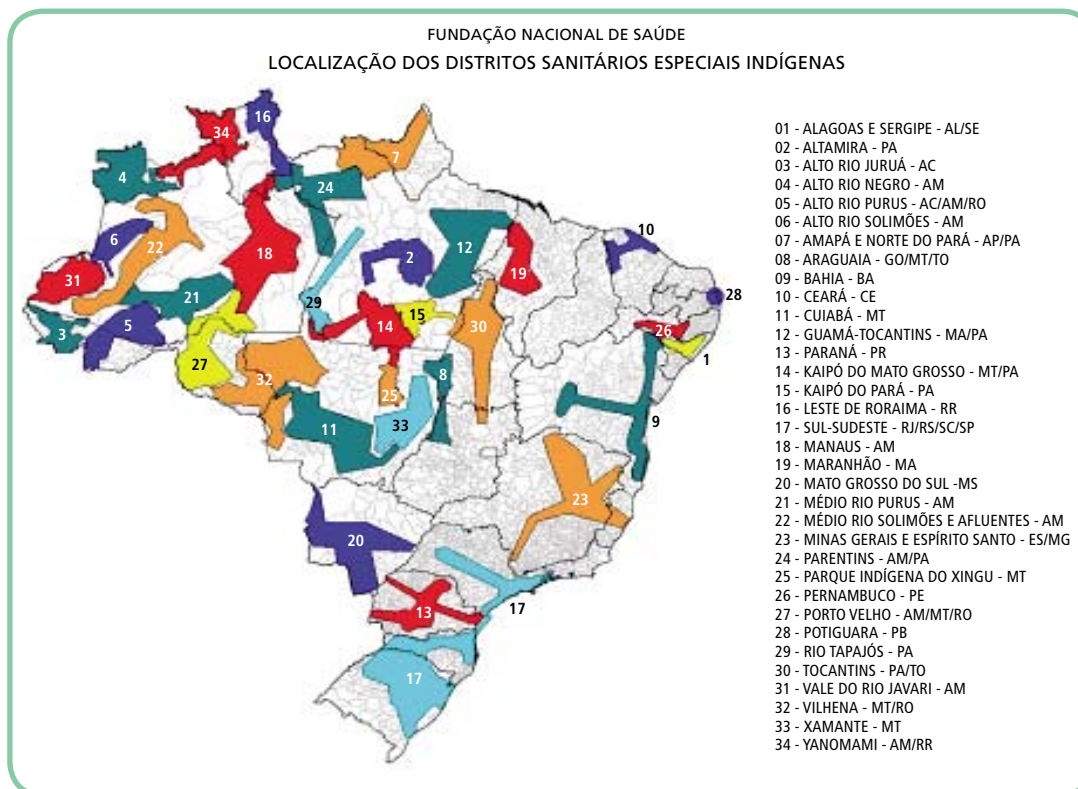 FUNDAÇÃO NACIONAL DE SAÚDE
LOCALIZAÇÃO DOS DISTRITOS SANITÁRIOS ESPECIAIS INDÍGENAS
16
34
7
4
24
10
6
22
12
18
2
19
31
28
29
21
15
14
30
26
3
5
1
27
8
32
25
33
11
9
23
20
17
13
17
01 - ALAGOAS E SERGIPE - AL/SE
02 - ALTAMIRA - PA
03 - ALTO RIO JURUÁ - AC
04 - ALTO RIO NEGRO - AM
05 - ALTO RIO PURUS - AC/AM/RO
06 - ALTO RIO SOLIMÕES - AM
07 - AMAPÁ E NORTE DO PARÁ - AP/PA
08 - ARAGUAIA - GO/MT/TO
09 - BAHIA - BA
10 - CEARÁ - CE
11 - CUIABÁ - MT
12 - GUAMÁ-TOCANTINS - MA/PA
13 - PARANÁ - PR
14 - KAIPÓ DO MATO GROSSO - MT/PA
15 - KAIPÓ DO PARÁ - PA
16 - LESTE DE RORAIMA - RR
17 - SUL-SUDESTE - RJ/RS/SC/SP
18 - MANAUS - AM
19 - MARANHÃO - MA
20 - MATO GROSSO DO SUL -MS
21 - MÉDIO RIO PURUS - AM
22 - MÉDIO RIO SOLIMÕES E AFLUENTES - AM
23 - MINAS GERAIS E ESPÍRITO SANTO - ES/MG
24 - PARENTINS - AM/PA
25 - PARQUE INDÍGENA DO XINGU - MT
26 - PERNAMBUCO - PE
27 - PORTO VELHO - AM/MT/RO
28 - POTIGUARA - PB
29 - RIO TAPAJÓS - PA
30 - TOCANTINS - PA/TO
31 - VALE DO RIO JAVARI - AM
32 - VILHENA - MT/RO
33 - XAMANTE - MT
34 - YANOMAMI - AM/RR